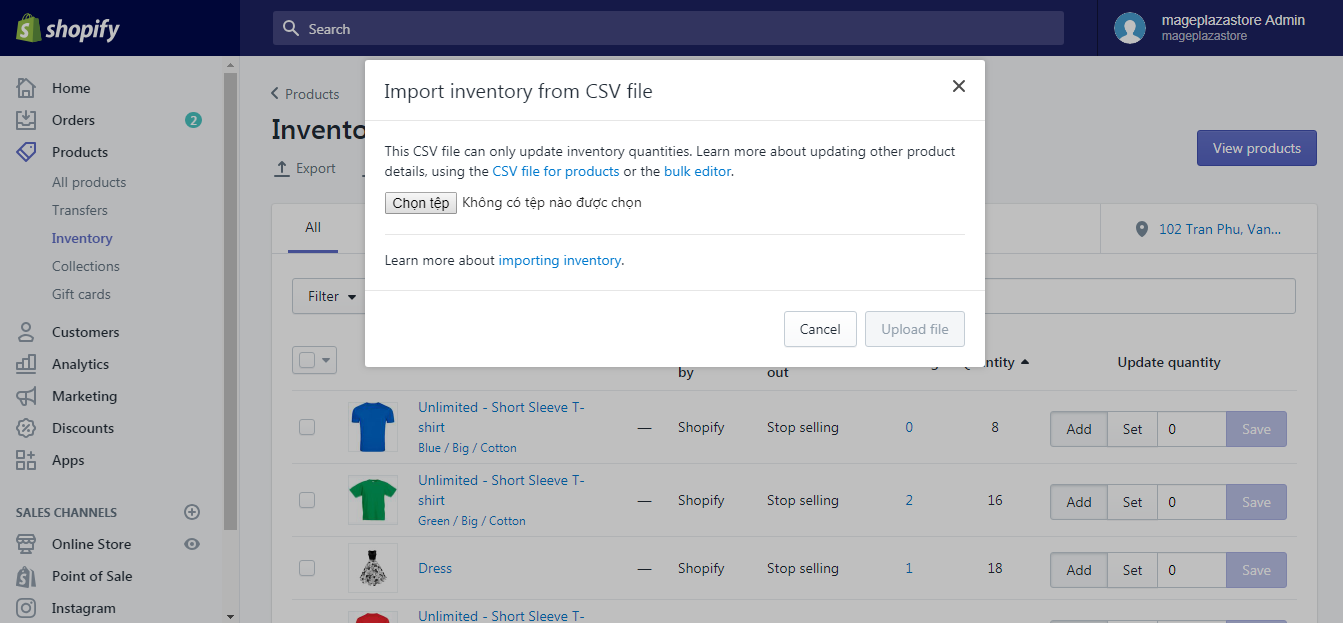 shopify
Search
mageplazastore Admin
mageplazastore
Home
Orders
2
Products
All products
Transfers
Inventory
Collections
Gift cards
Customers
Analytics
Marketing
Discounts
Apps
SALES CHANNELS
Online Store
Point of Sale
Instagram
Products
Export
View products
All
102 Tran Phu, Van...
Filter
Import inventory from CSV file
This CSV file can only update inventory quantities. Learn more about updating other product
details, using the CSV file for products or the bulk editor.
Chọn tệp Không có tệp nào được chọn
Learn more about importing inventory.
Cancel
Upload file
by
out
Update quantity
Unlimited - Short Sleeve T-
shirt
Blue / Big / Cotton
— Shopify Stop selling 0 8 Add Set 0 Save
Unlimited - Short Sleeve T-
shirt
Green / Big / Cotton
— Shopify Stop selling 2 16 Add Set 0 Save
Dress — Shopify Stop selling 1 18 Add Set 0 Save
Unlimited - Short Sleeve T-